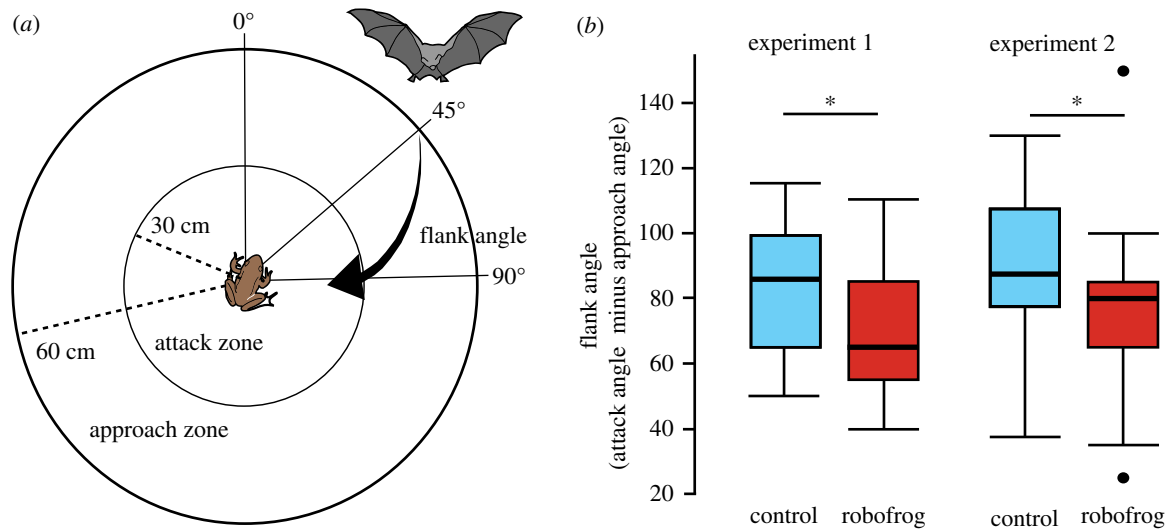 (a)
0°
45°
30 cm
flank angle
90°
60 cm
attack zone
approach zone
(b)
experiment 1
experiment 2
*
*
flank angle
(attack angle minus approach angle)
140
120
100
80
60
40
20
control
robofrog
control
robofrog